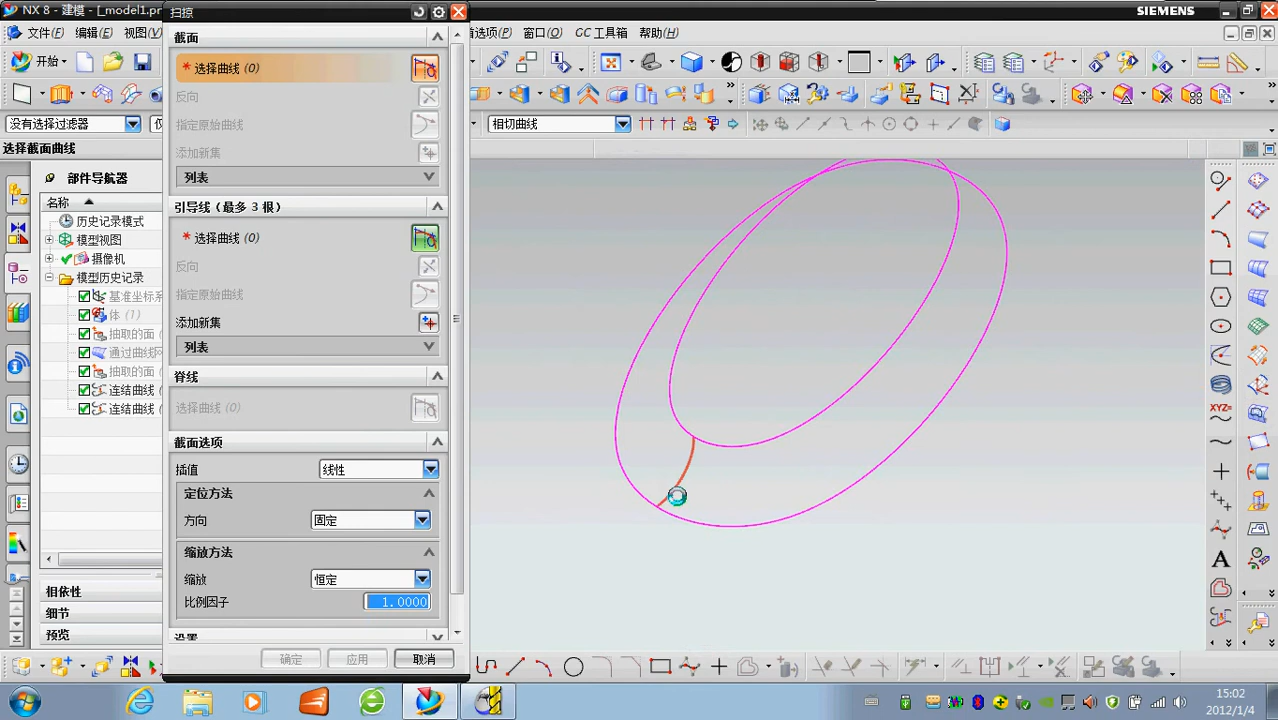 NX 8 - 建模 - [_model1.pr
扫掠
SIEMENS
文件(F) 编辑(E) 视图(V)
首选项(P) 窗口(O) CC 工具箱 帮助(H)
截面
开始
* 选择曲线 (0)
反向
没有选择过滤器
指定原始曲线
相切曲线
选择截面曲线
添加新集
部件导航器
列表
名称
引导线（最多 3 根）
历史记录模式
* 选择曲线 (0)
模型视图
摄像机
反向
模型历史记录
基准坐标系
指定原始曲线
体 (1)
添加新集
抽取的面
列表
通过曲线网
抽取的面
脊线
连结曲线 (
选择曲线 (0)
连结曲线 (
XYZ=
截面选项
插值 线性
定位方法
方向 固定
缩放方法
缩放 恒定
A
相依性
比例因子 1.0000
细节
预览
设置
确定 应用 取消
15:02
2012/1/4